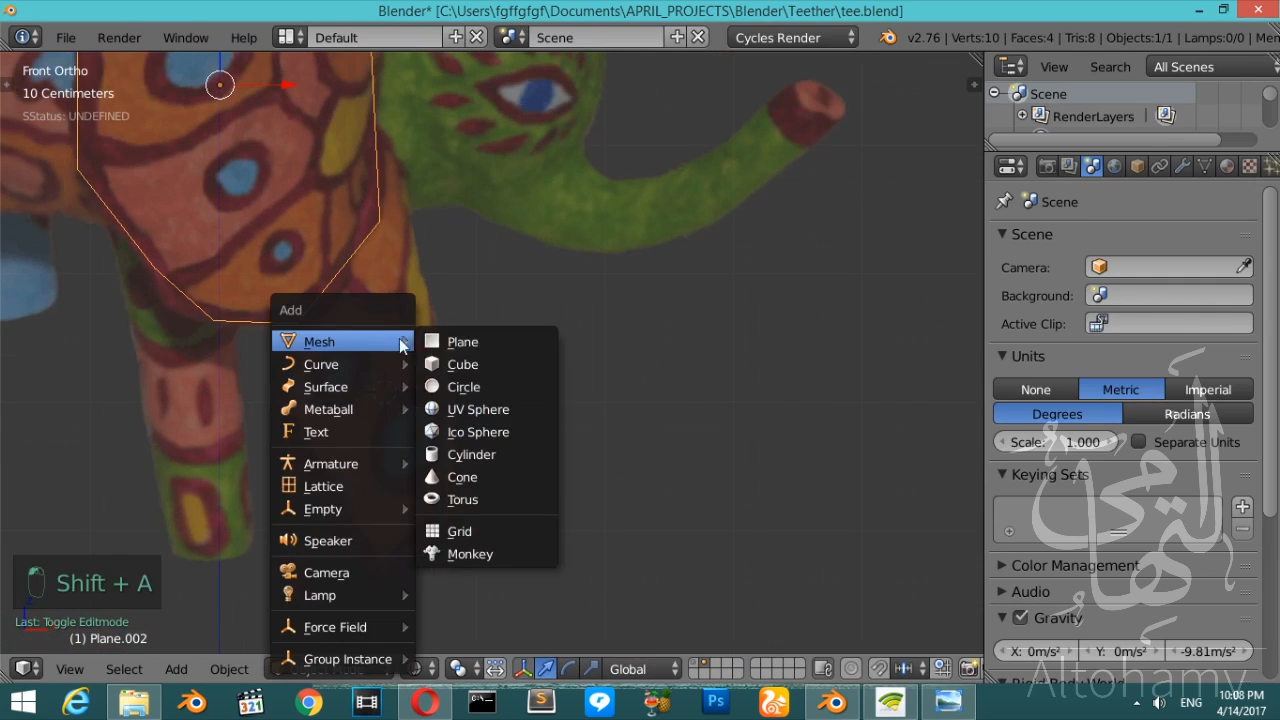 Blender* [C:\Users\fgffgfgf\Documents\APRIL_PROJECTS\Blender\Teether\tee.blend]
File Render Window Help Default Scene Cycles Render v2.76 | Verts:10 | Faces:4 | Tris:8 | Objects:1/1 | Lamps:0/0 |
Front Ortho
10 Centimeters
SStatus: UNDEFINED
View Search All Scenes
Scene
RenderLayers
Scene
Scene
Camera:
Background:
Active Clip:
Units
None Metric Imperial
Degrees Radians
Scale: 1.000 Separate Units
Keying Sets
Color Management
Audio
Gravity
X: 0m/s² Y: 0m/s² -9.81m/s²
Add
Mesh
Curve
Surface
Metaball
Text
Armature
Lattice
Empty
Speaker
Camera
Lamp
Force Field
Group Instance
Plane
Cube
Circle
UV Sphere
Ico Sphere
Cylinder
Cone
Torus
Grid
Monkey
Shift + A
Last: Toggle Editmode
(1) Plane.002
View Select Add Object Global
321
Ps
ENG
10:08 PM
4/14/2017